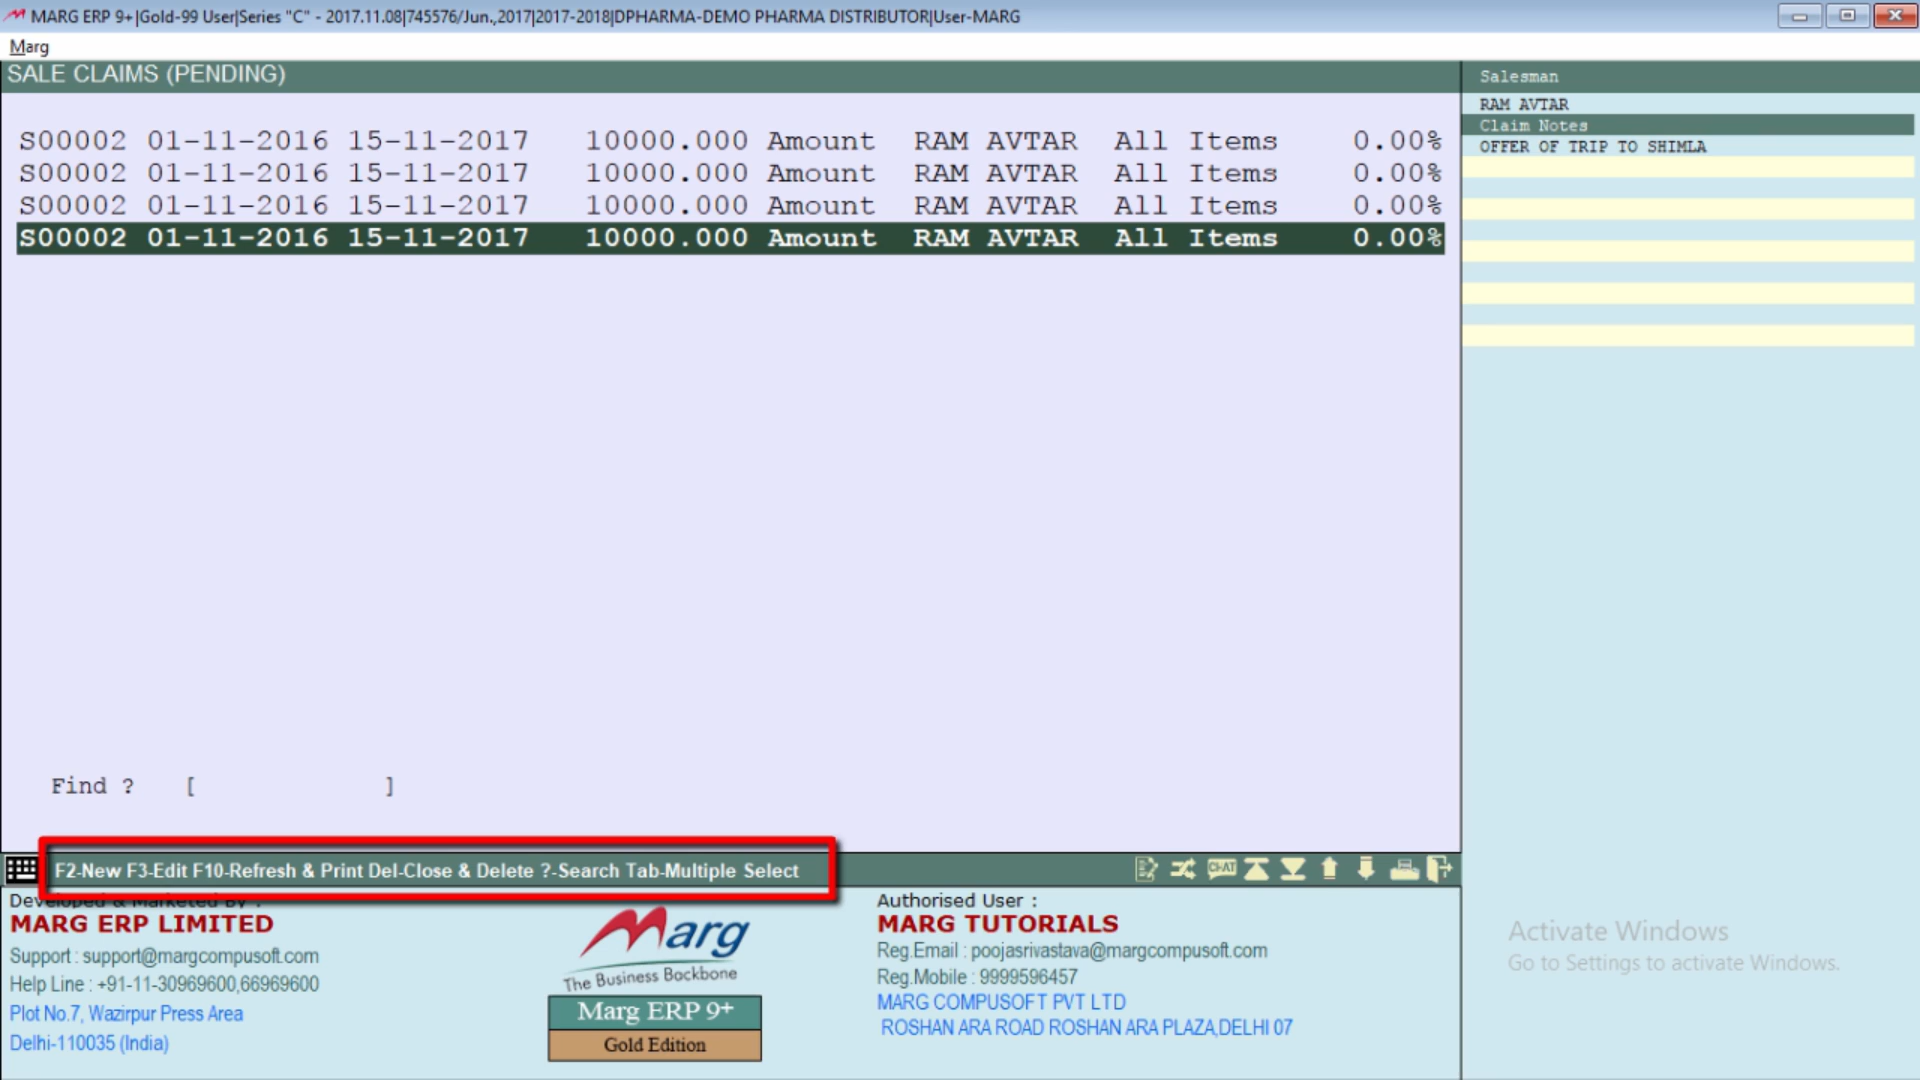 MARG ERP 9+|Gold-99 User|Series "C" - 2017.11.08|745576/Jun.,2017|2017-2018|DPHARMA-DEMO PHARMA DISTRIBUTOR|User-MARG
Marg
SALE CLAIMS (PENDING)
S00002 01-11-2016 15-11-2017 10000.000 Amount RAM AVTAR All Items 0.00%
S00002 01-11-2016 15-11-2017 10000.000 Amount RAM AVTAR All Items 0.00%
S00002 01-11-2016 15-11-2017 10000.000 Amount RAM AVTAR All Items 0.00%
S00002 01-11-2016 15-11-2017 10000.000 Amount RAM AVTAR All Items 0.00%
Salesman
RAM AVTAR
Claim Notes
OFFER OF TRIP TO SHIMLA
Find ? [ ]
F2-New F3-Edit F10-Refresh & Print Del-Close & Delete ?-Search Tab-Multiple Select
CHAT
Developed & Marketed By :
MARG ERP LIMITED
Support : support@margcompusoft.com
Help Line : +91-11-30969600,66969600
Plot No.7, Wazirpur Press Area
Delhi-110035 (India)
Marg
The Business Backbone
Marg ERP 9+
Gold Edition
Authorised User :
MARG TUTORIALS
Reg.Email : poojasrivastava@margcompusoft.com
Reg.Mobile : 9999596457
MARG COMPUSOFT PVT LTD
ROSHAN ARA ROAD ROSHAN ARA PLAZA,DELHI 07
Activate Windows
Go to Settings to activate Windows.